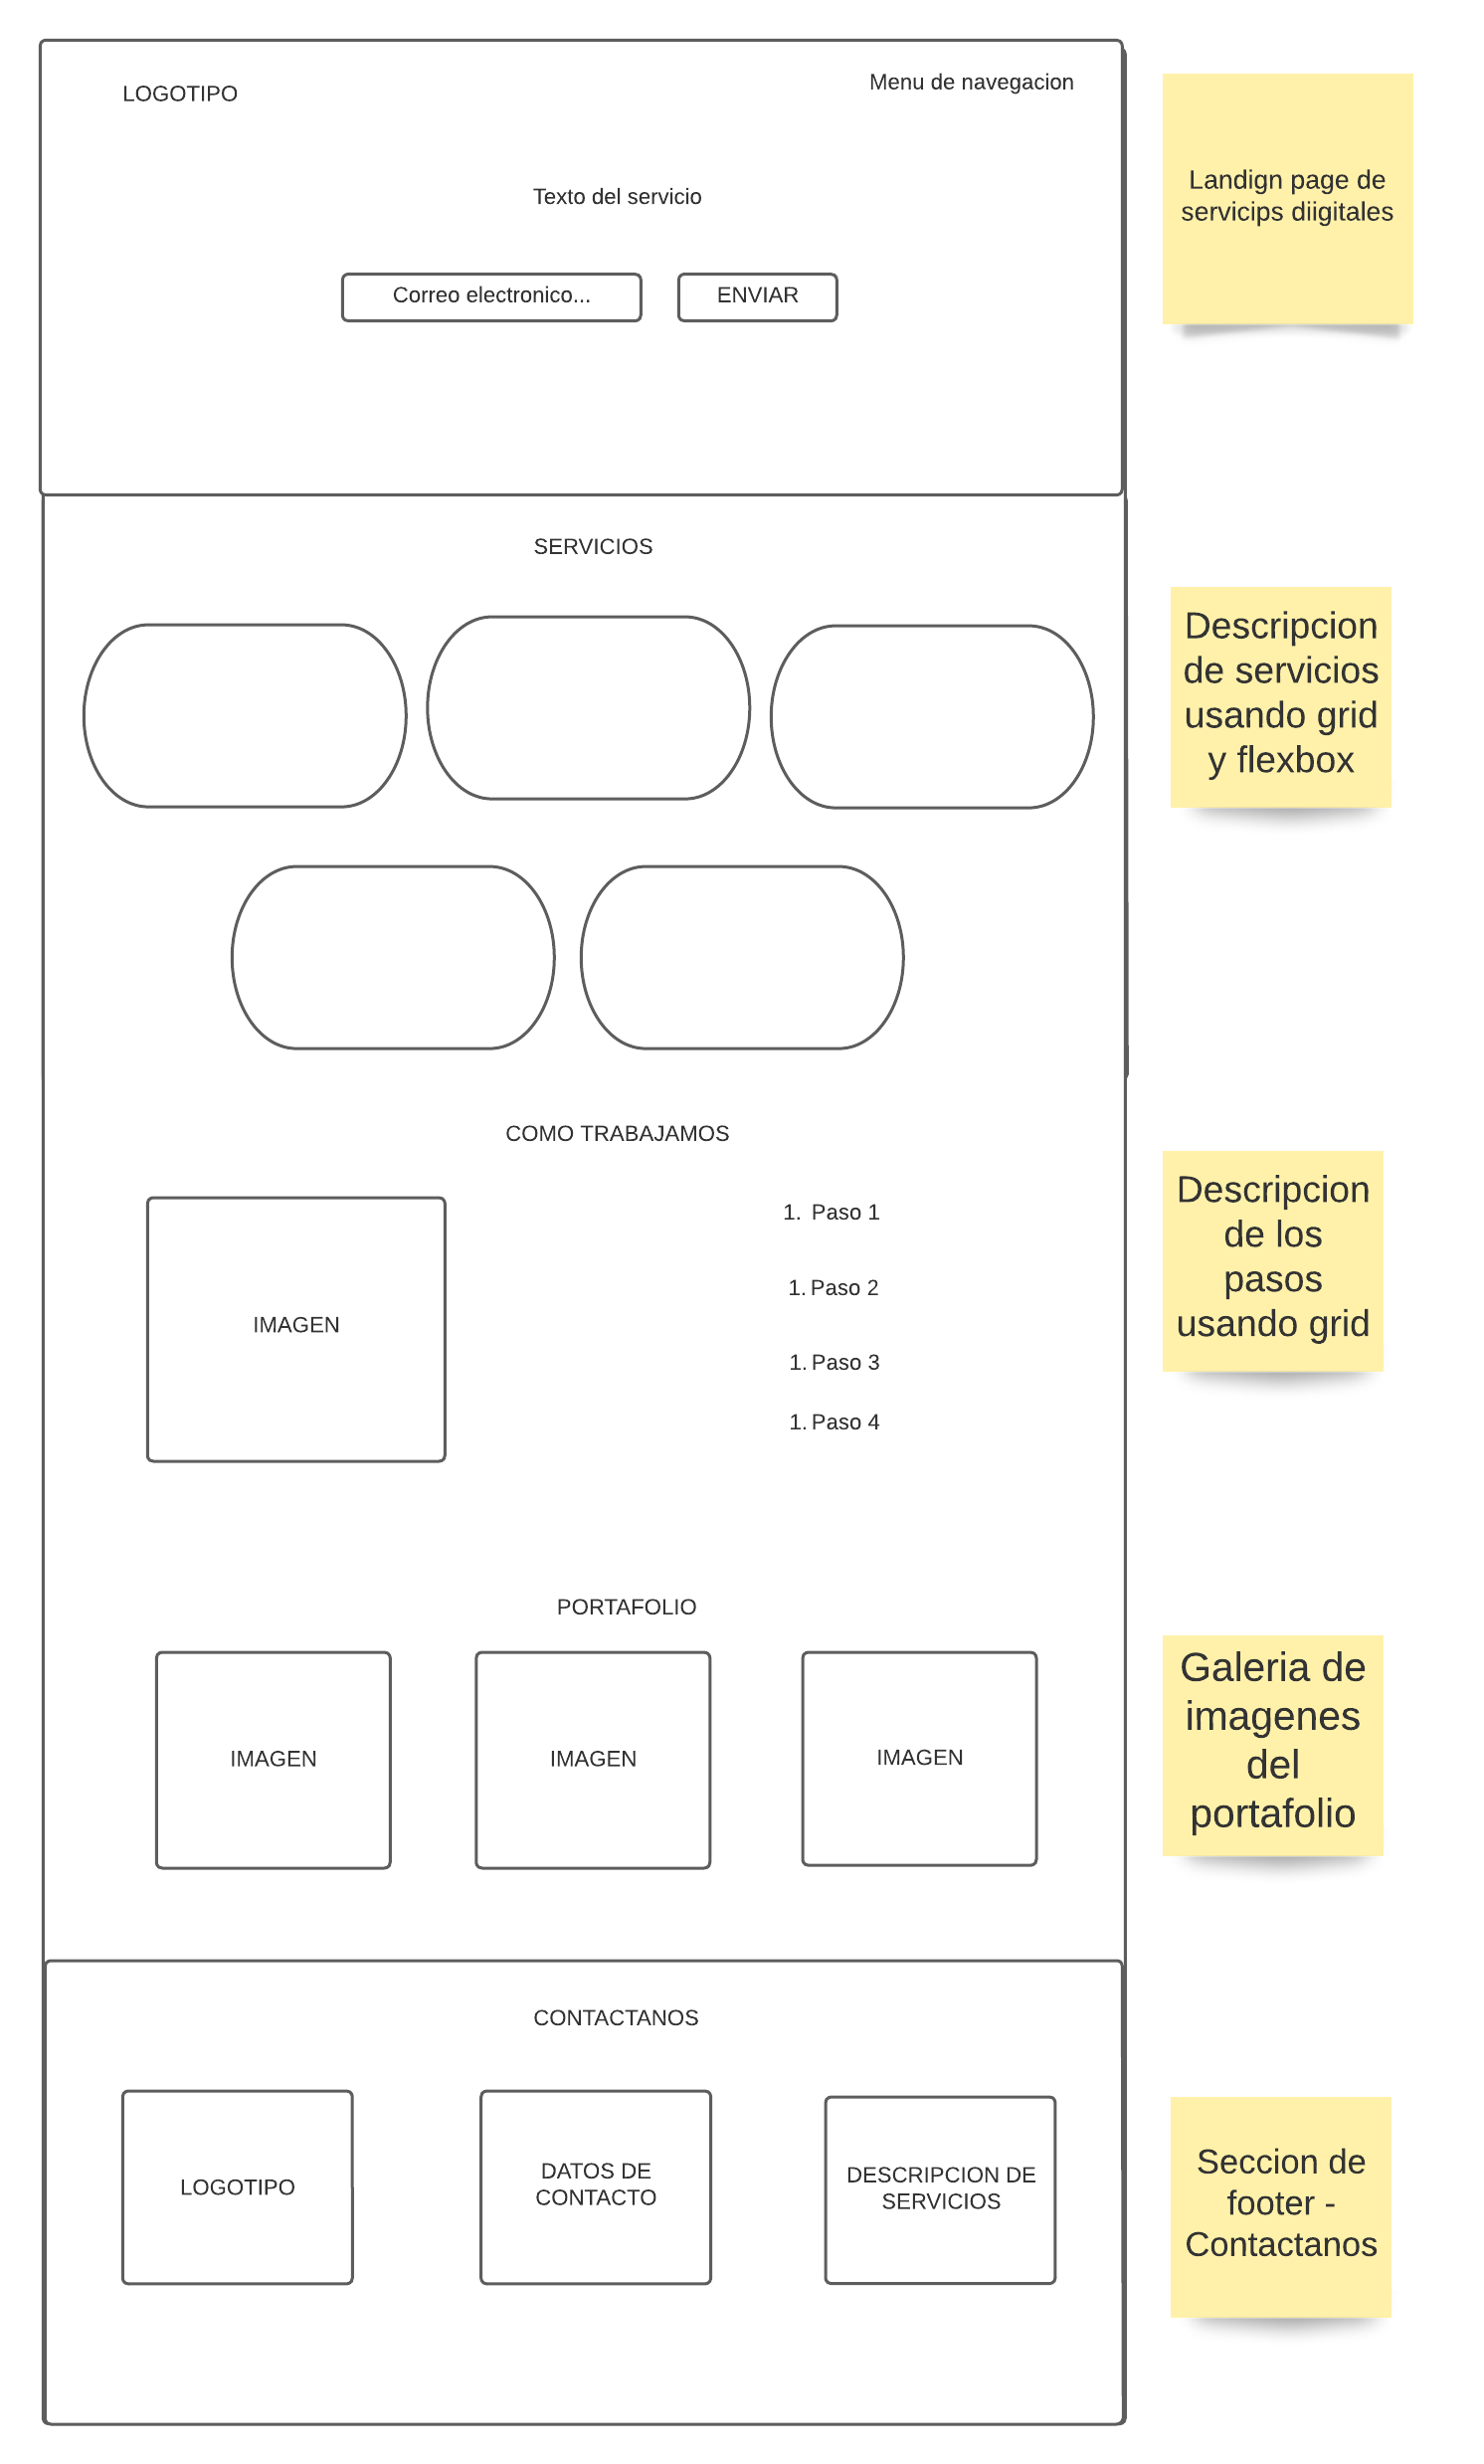 LOGOTIPO
Menu de navegacion
Texto del servicio
Correo electronico...
ENVIAR
Landign page de
servicips diigitales
SERVICIOS
Descripcion
de servicios
usando grid
y flexbox
COMO TRABAJAMOS
IMAGEN
1. Paso 1
1. Paso 2
1. Paso 3
1. Paso 4
Descripcion
de los
pasos
usando grid
PORTAFOLIO
IMAGEN
IMAGEN
IMAGEN
Galeria de
imagenes
del
portafolio
CONTACTANOS
LOGOTIPO
DATOS DE
CONTACTO
DESCRIPCION DE
SERVICIOS
Seccion de
footer -
Contactanos